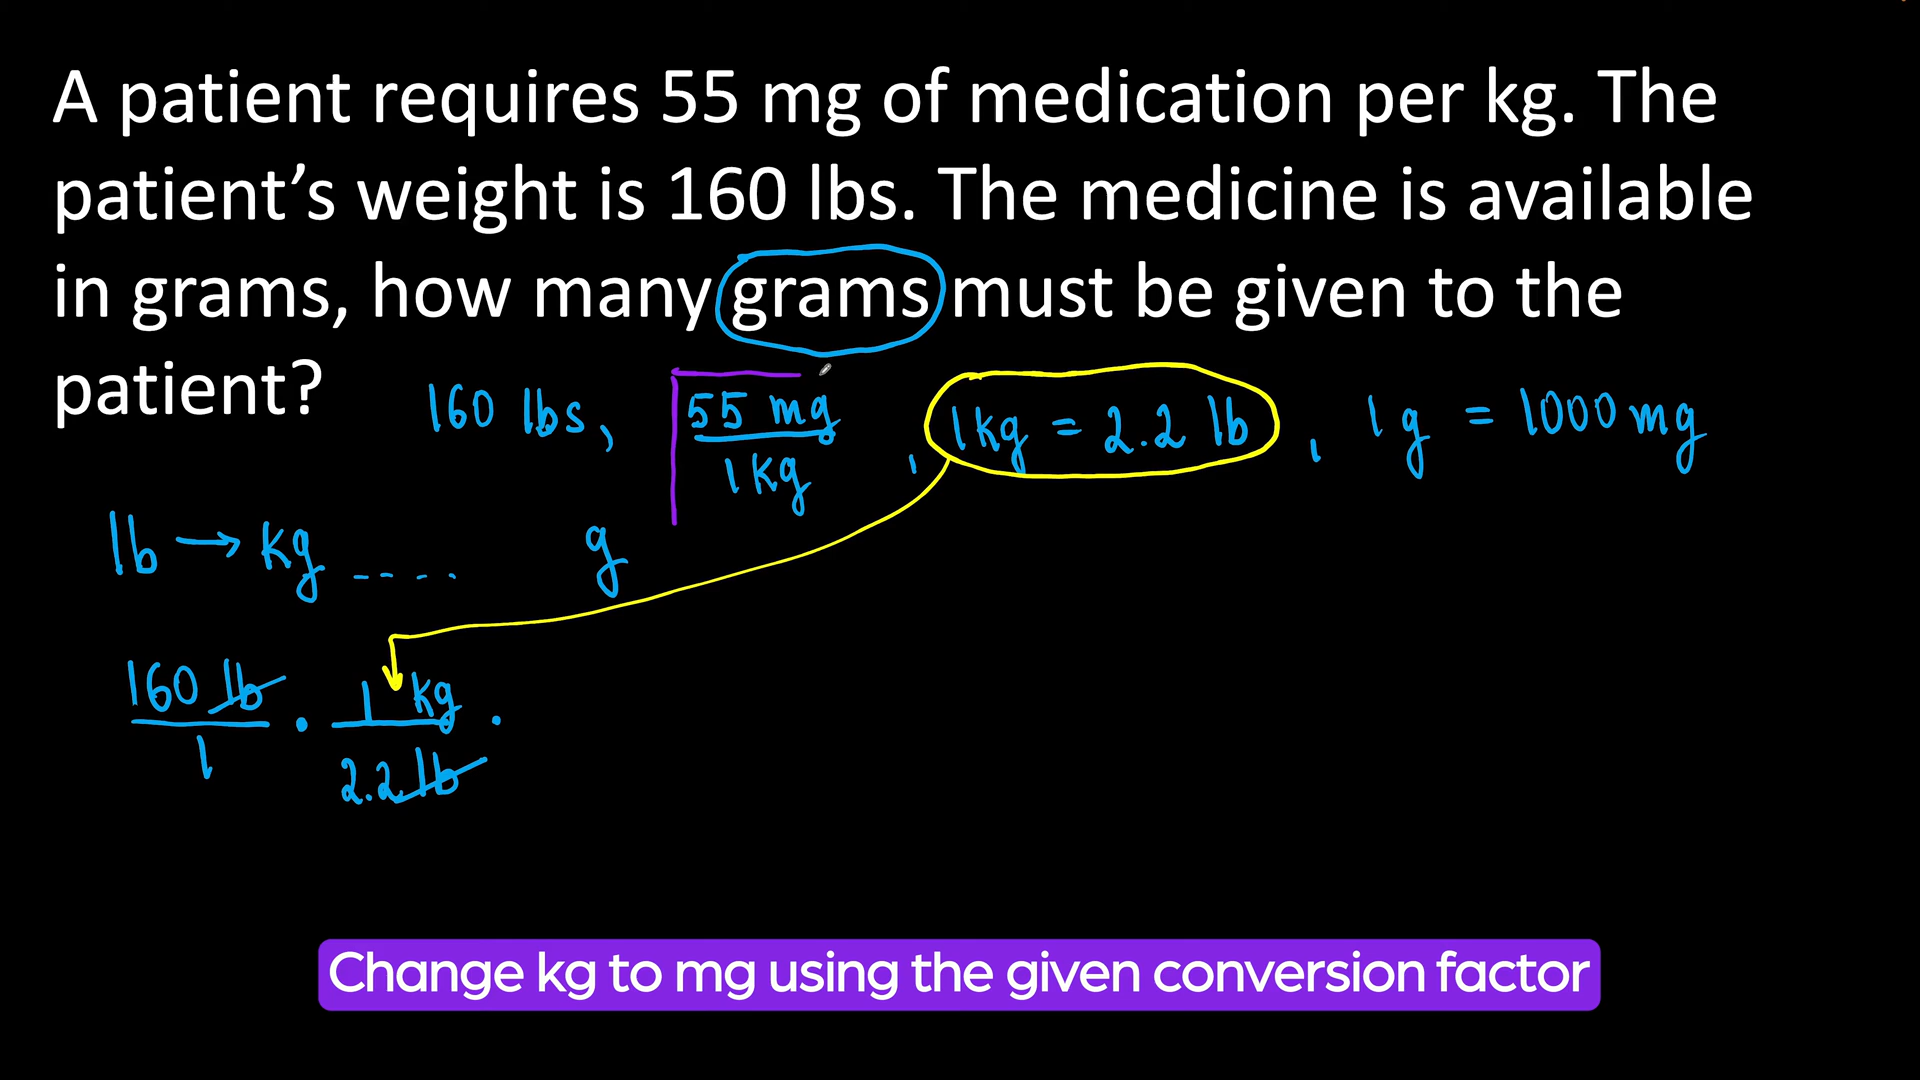 A patient requires 55 mg of medication per kg. The
patient’s weight is 160 lbs. The medicine is available
in grams, how many grams must be given to the
patient?
160 lbs, 55 mg / 1 kg , 1 kg = 2.2 lb , 1 g = 1000 mg
lb → kg .... g
160 lb / 1 · 1 kg / 2.2 lb ·
Change kg to mg using the given conversion factor